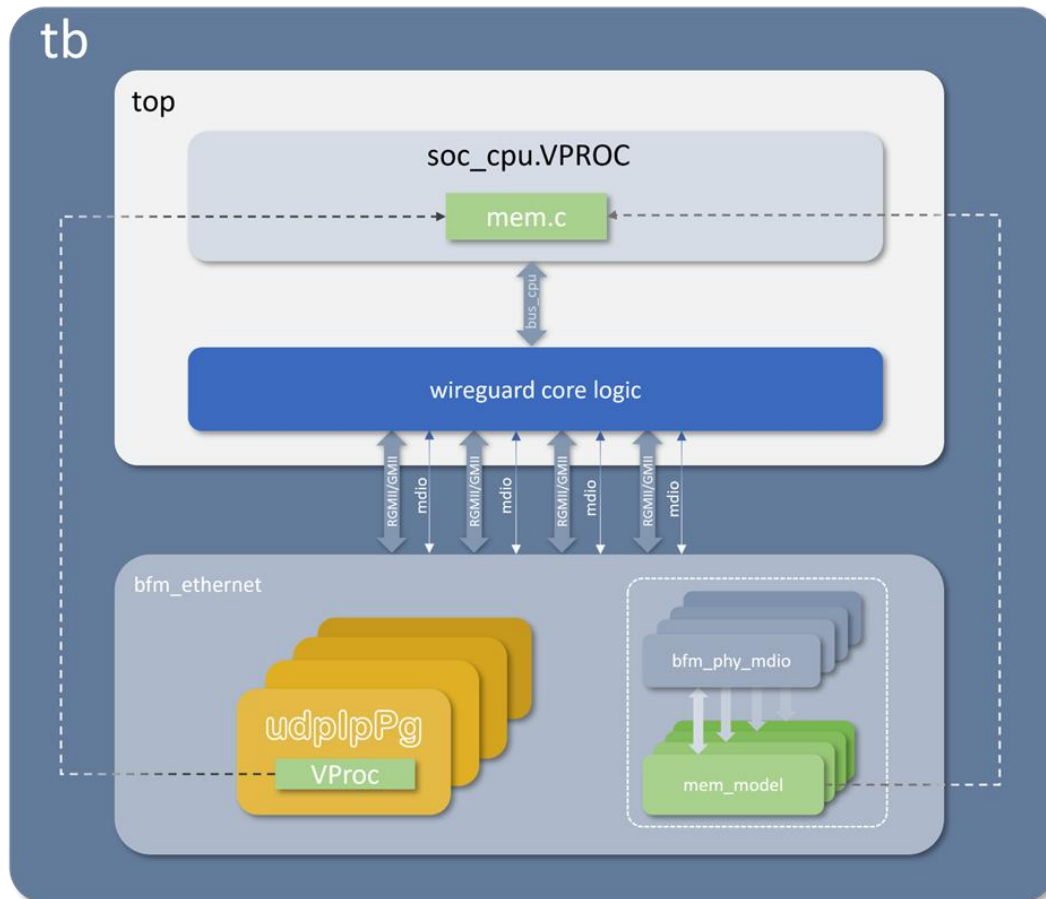 tb
top
soc_cpu.VPROC
mem.c
bus_cpu
wireguard core logic
RGMII/GMII
mdio
RGMII/GMII
mdio
RGMII/GMII
mdio
RGMII/GMII
mdio
bfm_ethernet
bfm_phy_mdio
udpIpPg
VProc
mem_model